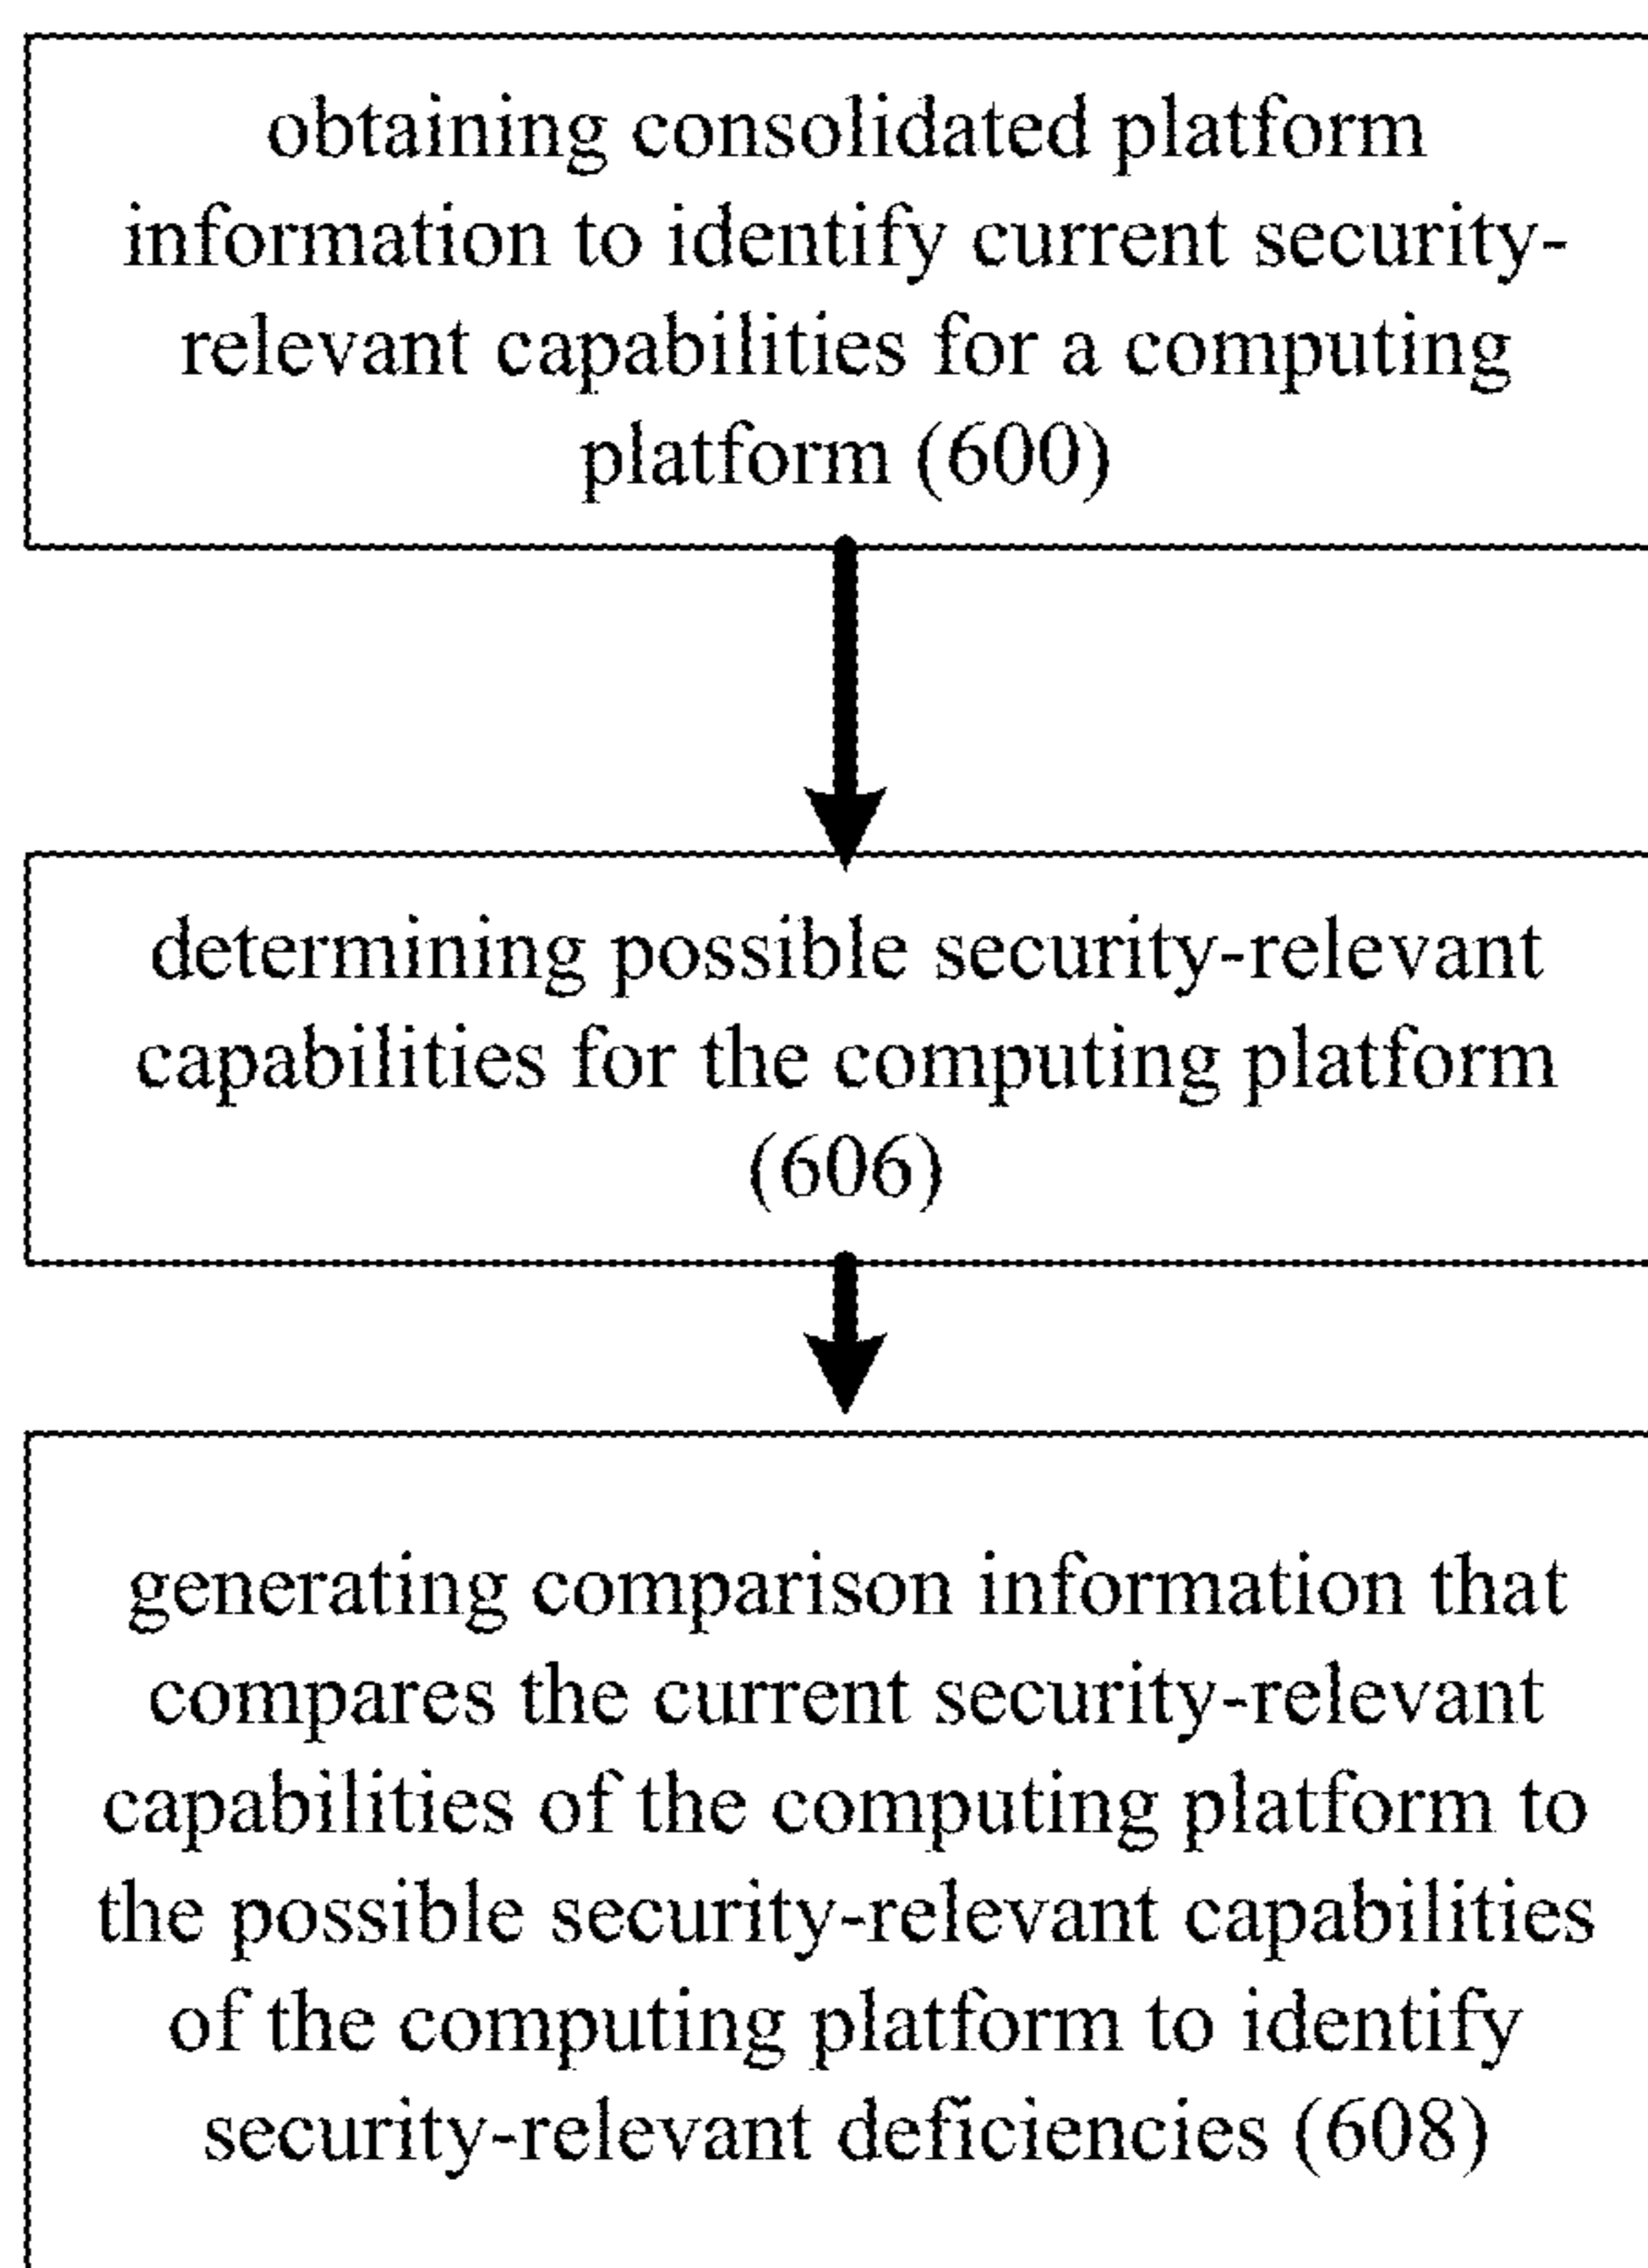 obtaining consolidated platform
information to identify current security-
relevant capabilities for a computing
platform (600)
determining possible security-relevant
capabilities for the computing platform
(606)
generating comparison information that
compares the current security-relevant
capabilities of the computing platform to
the possible security-relevant capabilities
of the computing platform to identify
security-relevant deficiencies (608)